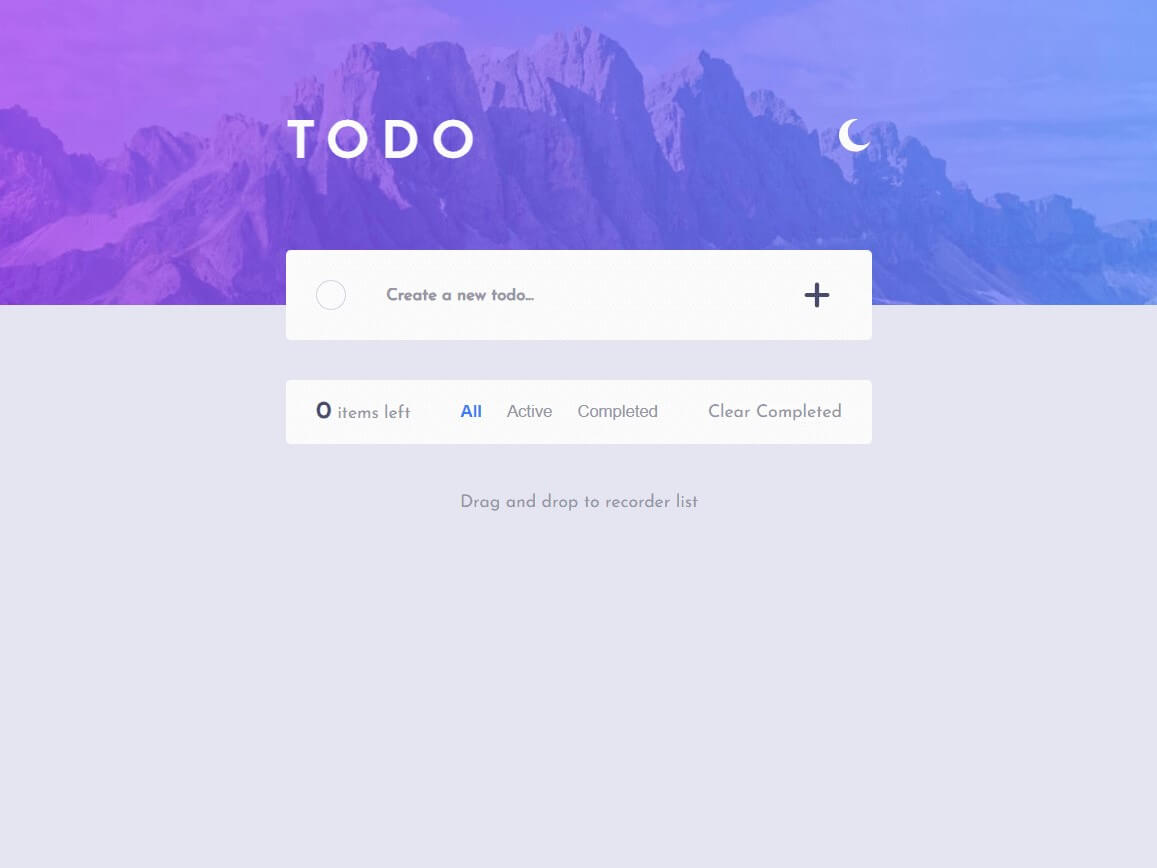 TODO
Create a new todo...
0 items left All Active Completed Clear Completed
Drag and drop to recorder list